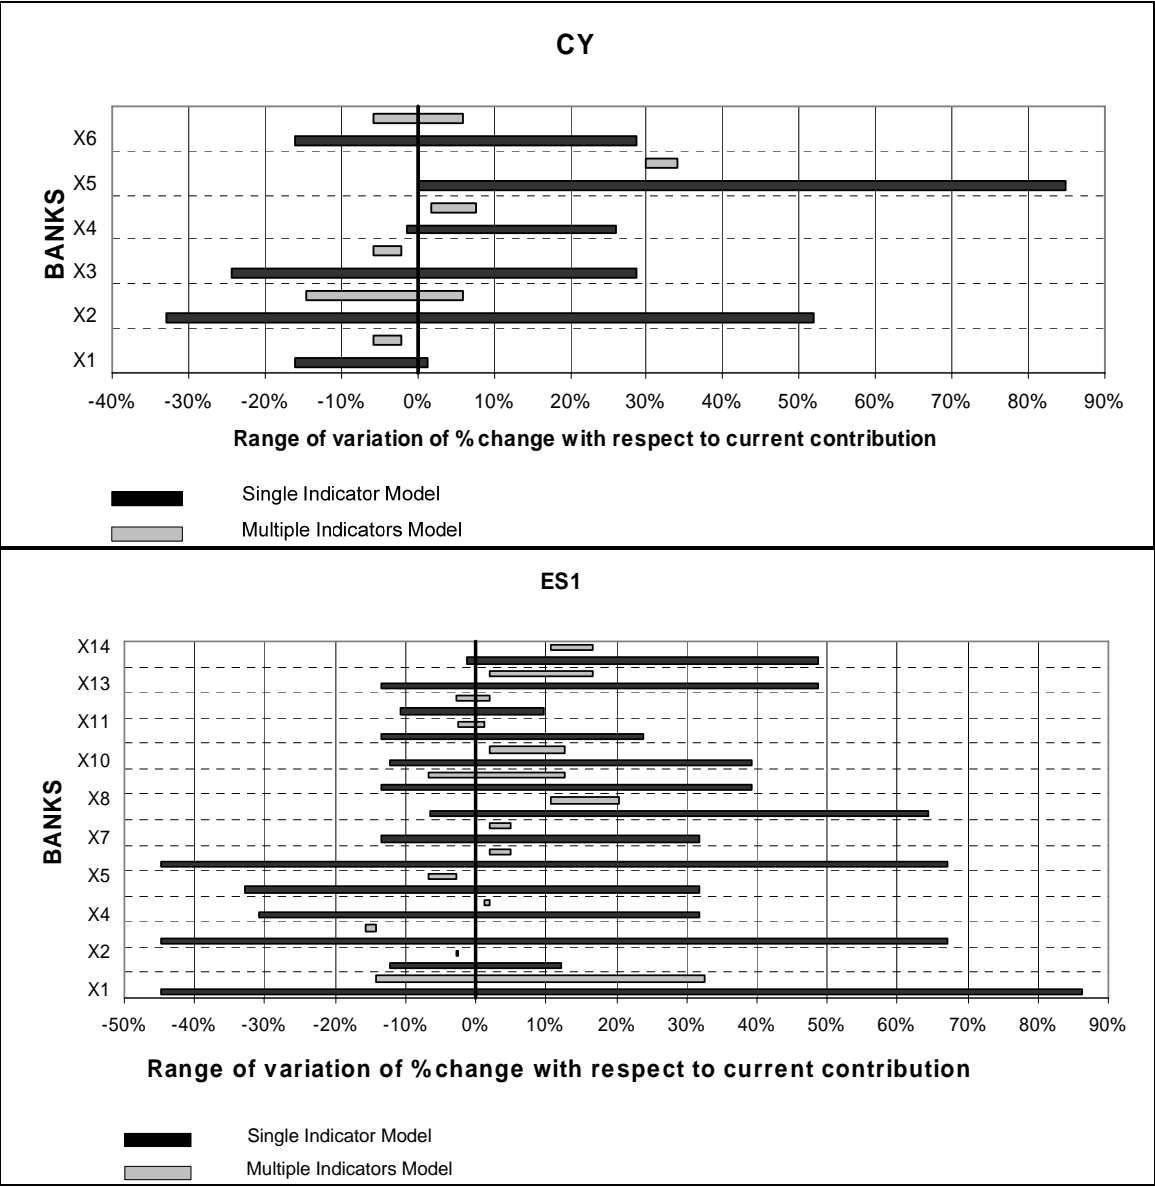 CY
BANKS
X6
X5
X4
X3
X2
X1
-40% -30% -20% -10% 0% 10% 20% 30% 40% 50% 60% 70% 80% 90%
Range of variation of % change with respect to current contribution
Single Indicator Model
Multiple Indicators Model
ES1
BANKS
X14
X13
X11
X10
X8
X7
X5
X4
X2
X1
-50% -40% -30% -20% -10% 0% 10% 20% 30% 40% 50% 60% 70% 80% 90%
Range of variation of % change with respect to current contribution
Single Indicator Model
Multiple Indicators Model